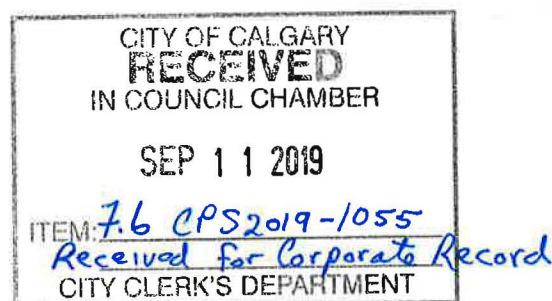 CITY OF CALGARY
RECEIVED
IN COUNCIL CHAMBER
SEP 1 1 2019
ITEM: 7.6 CPS2019-1055
Received for Corporate Record
CITY CLERK'S DEPARTMENT